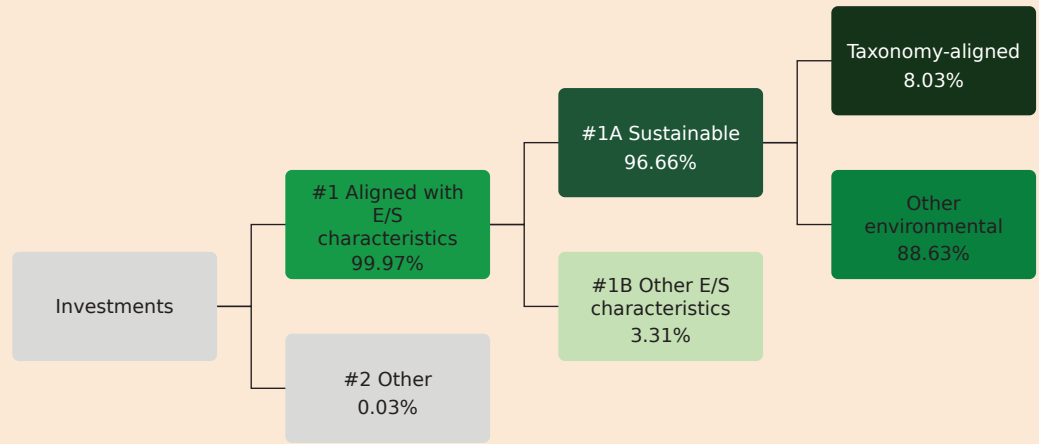 Taxonomy-aligned
8.03%
#1A Sustainable
96.66%
#1 Aligned with
E/S
characteristics
99.97%
Other
environmental
88.63%
Investments
#1B Other E/S
characteristics
3.31%
#2 Other
0.03%